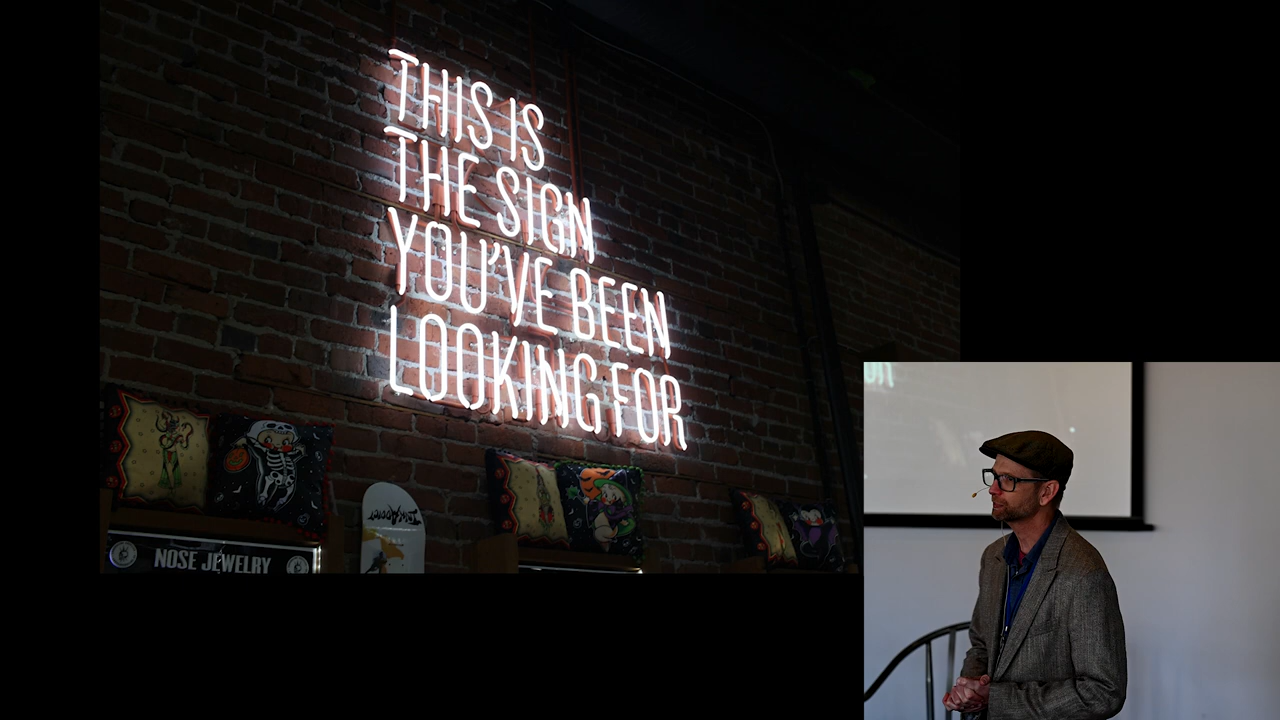 THIS IS
THE SIGN
YOU'VE BEEN
LOOKING FOR
NOSE JEWELRY